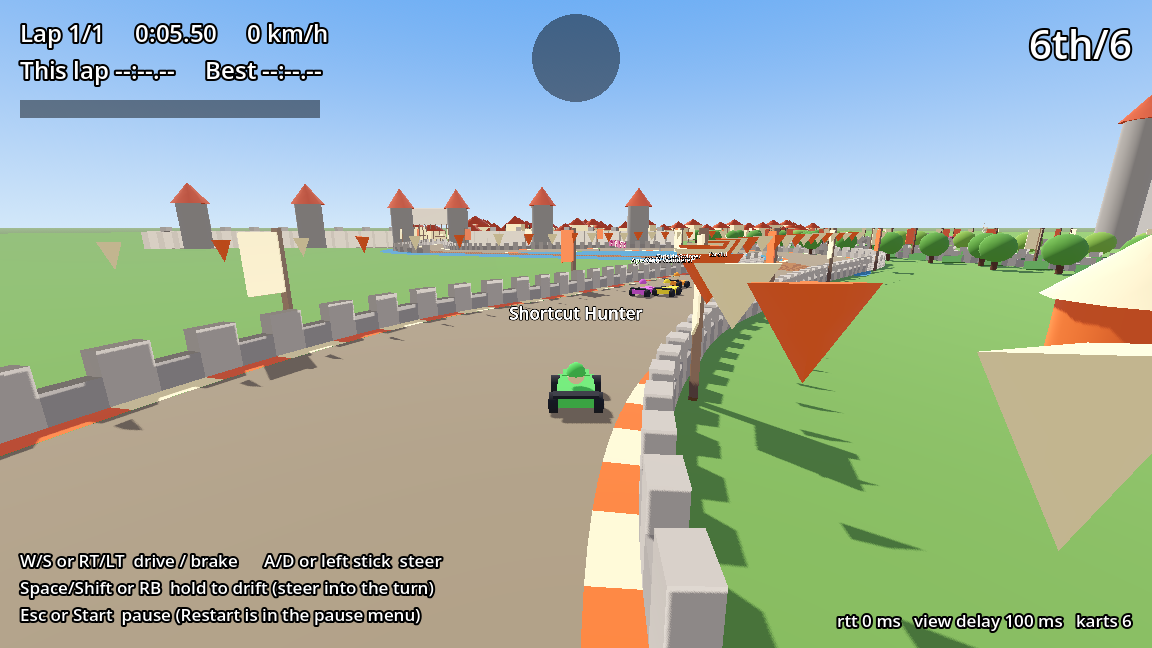 Lap 1/1 0:05.50 0 km/h
6th/6
This lap --:--.-- Best --:--.--
Shortcut Hunter
W/S or RT/LT drive / brake A/D or left stick steer
Space/Shift or RB hold to drift (steer into the turn)
Esc or Start pause (Restart is in the pause menu)
rtt 0 ms view delay 100 ms karts 6